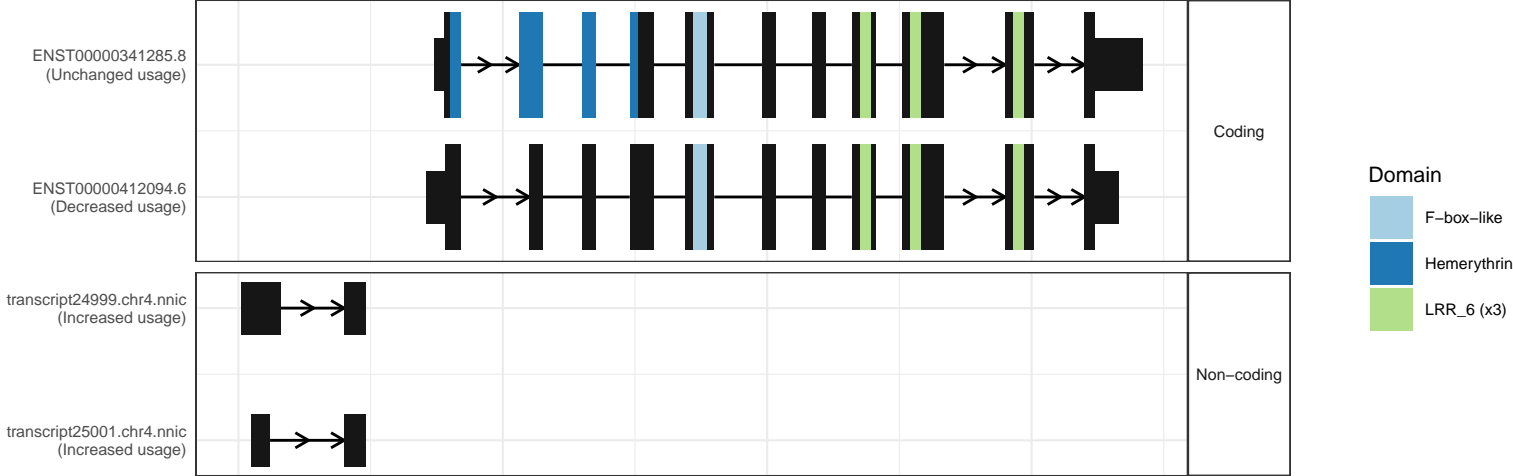 ENST00000341285.8
(Unchanged usage)
ENST00000412094.6
(Decreased usage)
Coding
transcript24999.chr4.nnic
(Increased usage)
transcript25001.chr4.nnic
(Increased usage)
Non−coding
Domain
F−box−like
Hemerythrin
LRR_6 (x3)